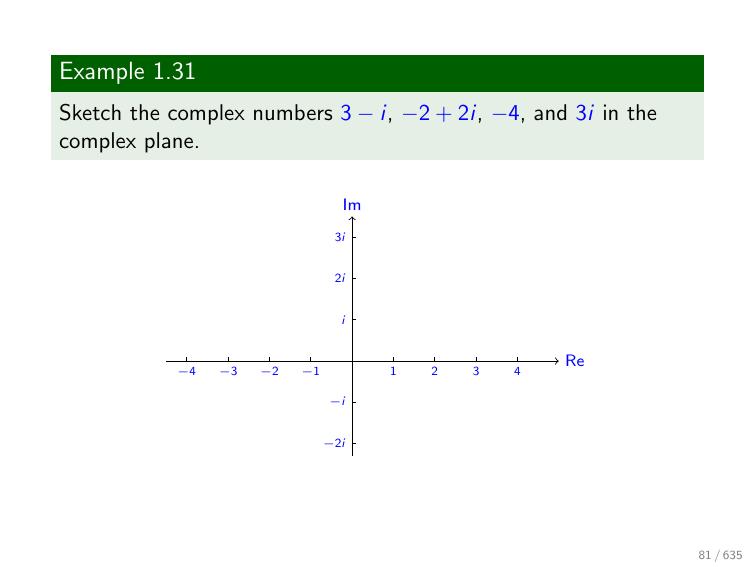 Example 1.31
Sketch the complex numbers 3 − i, −2 + 2i, −4, and 3i in the
complex plane.
Im
3i
2i
i
Re
−4 −3 −2 −1 1 2 3 4
−i
−2i
81 / 635